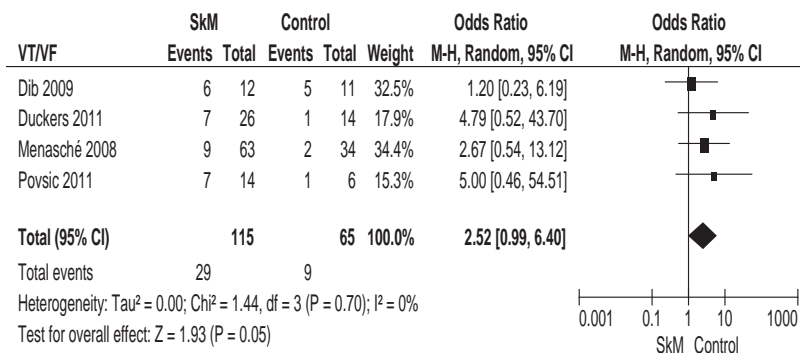 SkM Control Odds Ratio Odds Ratio
VT/VF Events Total Events Total Weight M-H, Random, 95% CI M-H, Random, 95% CI
Dib 2009 6 12 5 11 32.5% 1.20 [0.23, 6.19]
Duckers 2011 7 26 1 14 17.9% 4.79 [0.52, 43.70]
Menasché 2008 9 63 2 34 34.4% 2.67 [0.54, 13.12]
Povsic 2011 7 14 1 6 15.3% 5.00 [0.46, 54.51]
Total (95% CI) 115 65 100.0% 2.52 [0.99, 6.40]
Total events 29 9
Heterogeneity: Tau² = 0.00; Chi² = 1.44, df = 3 (P = 0.70); I² = 0%
Test for overall effect: Z = 1.93 (P = 0.05)
0.001 0.1 1 10 1000
SkM Control